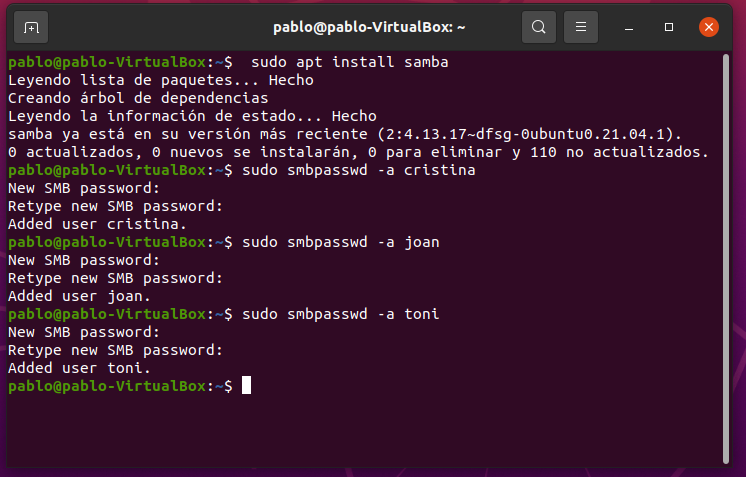 pablo@pablo-VirtualBox: ~
pablo@pablo-VirtualBox:~$  sudo apt install samba
Leyendo lista de paquetes... Hecho
Creando árbol de dependencias
Leyendo la información de estado... Hecho
samba ya está en su versión más reciente (2:4.13.17~dfsg-0ubuntu0.21.04.1).
0 actualizados, 0 nuevos se instalarán, 0 para eliminar y 110 no actualizados.
pablo@pablo-VirtualBox:~$ sudo smbpasswd -a cristina
New SMB password:
Retype new SMB password:
Added user cristina.
pablo@pablo-VirtualBox:~$ sudo smbpasswd -a joan
New SMB password:
Retype new SMB password:
Added user joan.
pablo@pablo-VirtualBox:~$ sudo smbpasswd -a toni
New SMB password:
Retype new SMB password:
Added user toni.
pablo@pablo-VirtualBox:~$